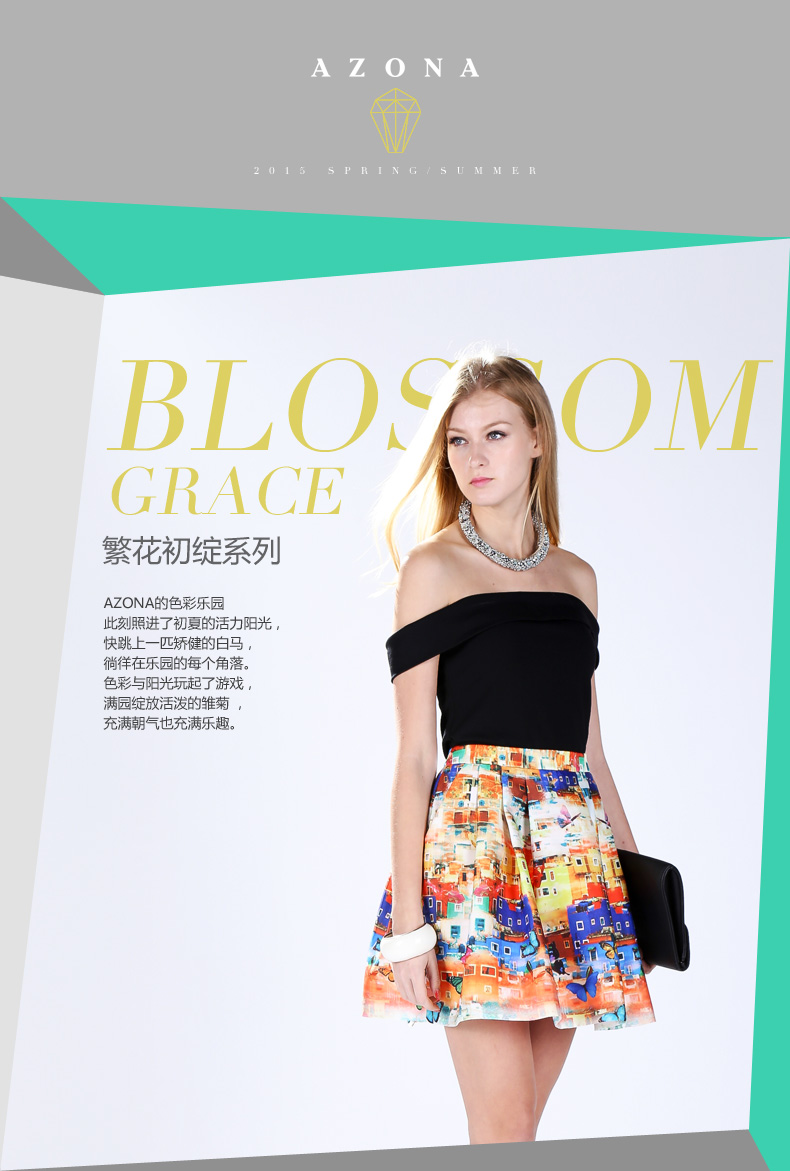 AZONA
2015 SPRING/SUMMER
BLOSSOM
GRACE
繁花初绽系列
AZONA的色彩乐园
此刻照进了初夏的活力阳光，
快跳上一匹矫健的白马，
徜徉在乐园的每个角落。
色彩与阳光玩起了游戏，
满园绽放活泼的雏菊 ，
充满朝气也充满乐趣。